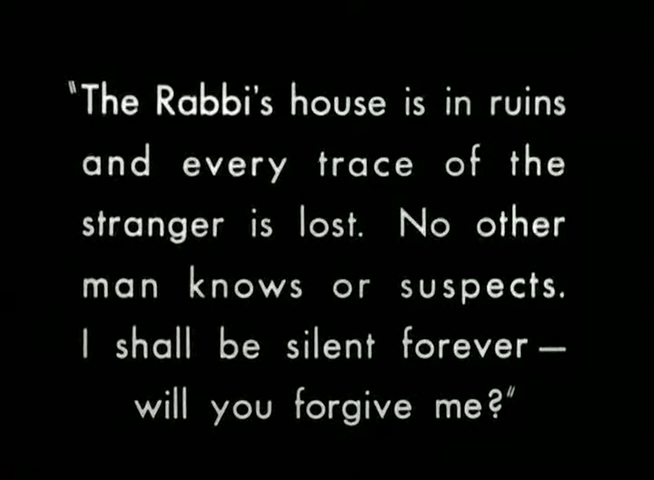 "The Rabbi's house is in ruins
and every trace of the
stranger is lost. No other
man knows or suspects.
I shall be silent forever —
will you forgive me?"